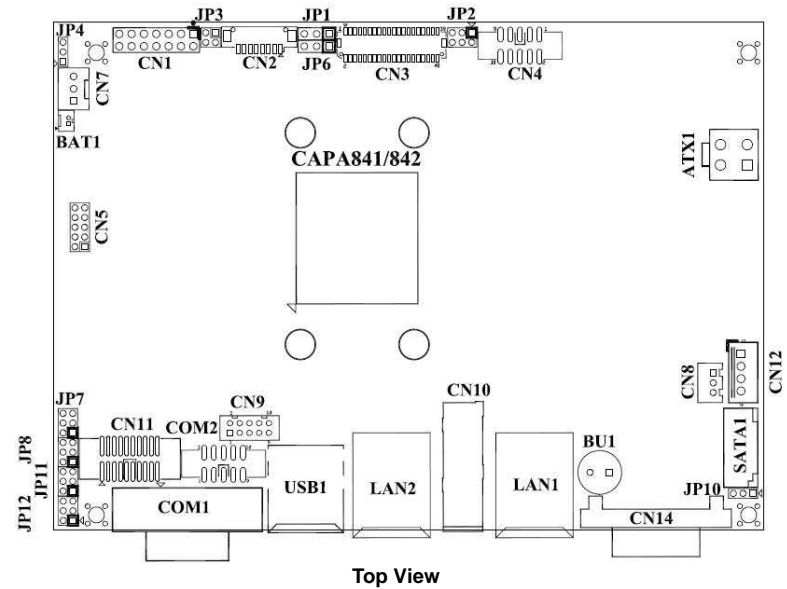 JP4
JP3
JP1
JP2
CN1
CN2
JP6
CN3
CN4
CN7
BAT1
CAPA841/842
ATX1
CN5
CN8
CN12
JP7
CN10
CN9
CN11
COM2
JP8
BU1
SATA1
JP11
USB1
LAN2
LAN1
JP10
JP12
COM1
CN14
Top View